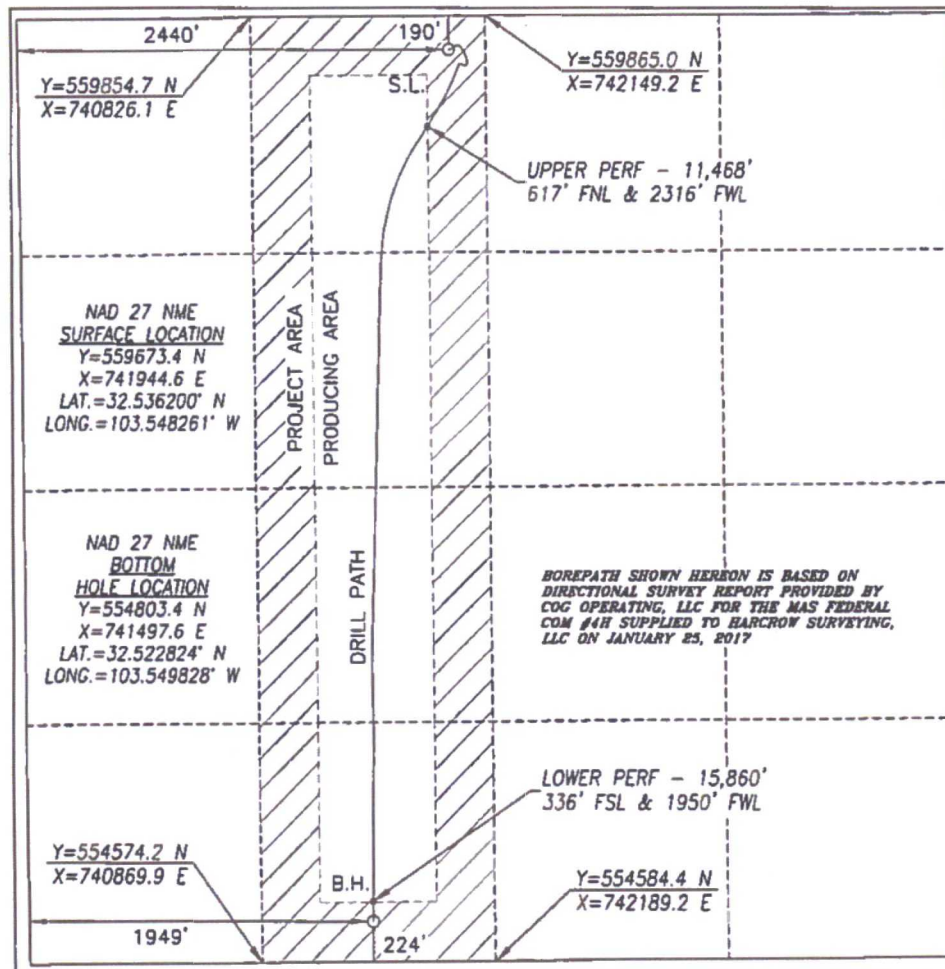 2440'
190'
Y=559854.7 N
X=740826.1 E
Y=559865.0 N
X=742149.2 E
S.L.
UPPER PERF - 11,468'
617' FNL & 2316' FWL
NAD 27 NME
SURFACE LOCATION
Y=559673.4 N
X=741944.6 E
LAT.=32.536200° N
LONG.=103.548261° W
PROJECT AREA
PRODUCING AREA
DRILL PATH
NAD 27 NME
BOTTOM
HOLE LOCATION
Y=554803.4 N
X=741497.6 E
LAT.=32.522824° N
LONG.=103.549828° W
BOREPATH SHOWN HEREON IS BASED ON
DIRECTIONAL SURVEY REPORT PROVIDED BY
COG OPERATING, LLC FOR THE MAS FEDERAL
COM #4H SUPPLIED TO HARCROW SURVEYING,
LLC ON JANUARY 25, 2017
LOWER PERF - 15,860'
336' FSL & 1950' FWL
Y=554574.2 N
X=740869.9 E
B.H.
Y=554584.4 N
X=742189.2 E
1949'
224'